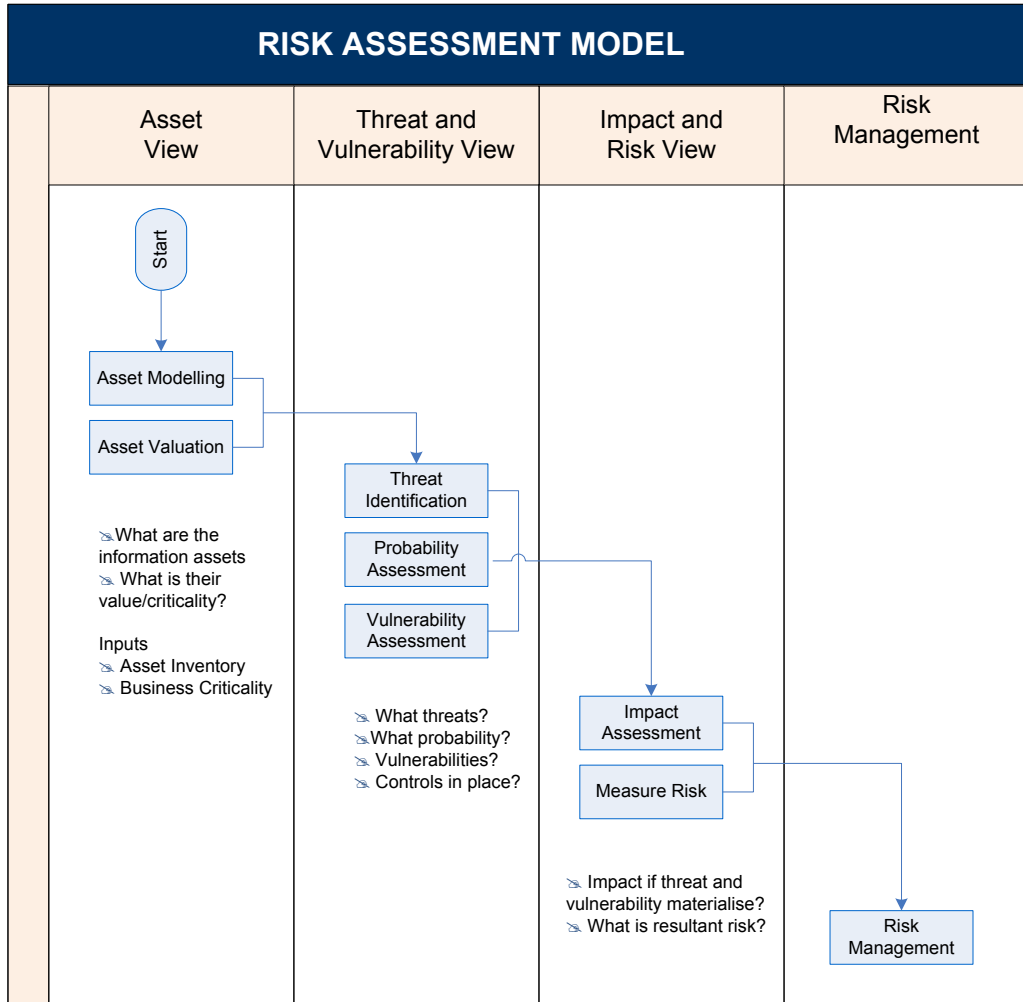 RISK ASSESSMENT MODEL
Asset
View
Threat and
Vulnerability View
Impact and
Risk View
Risk
Management
Start
Asset Modelling
Asset Valuation
What are the
information assets
What is their
value/criticality?
Inputs
Asset Inventory
Business Criticality
Threat
Identification
Probability
Assessment
Vulnerability
Assessment
What threats?
What probability?
Vulnerabilities?
Controls in place?
Impact
Assessment
Measure Risk
Impact if threat and
vulnerability materialise?
What is resultant risk?
Risk
Management